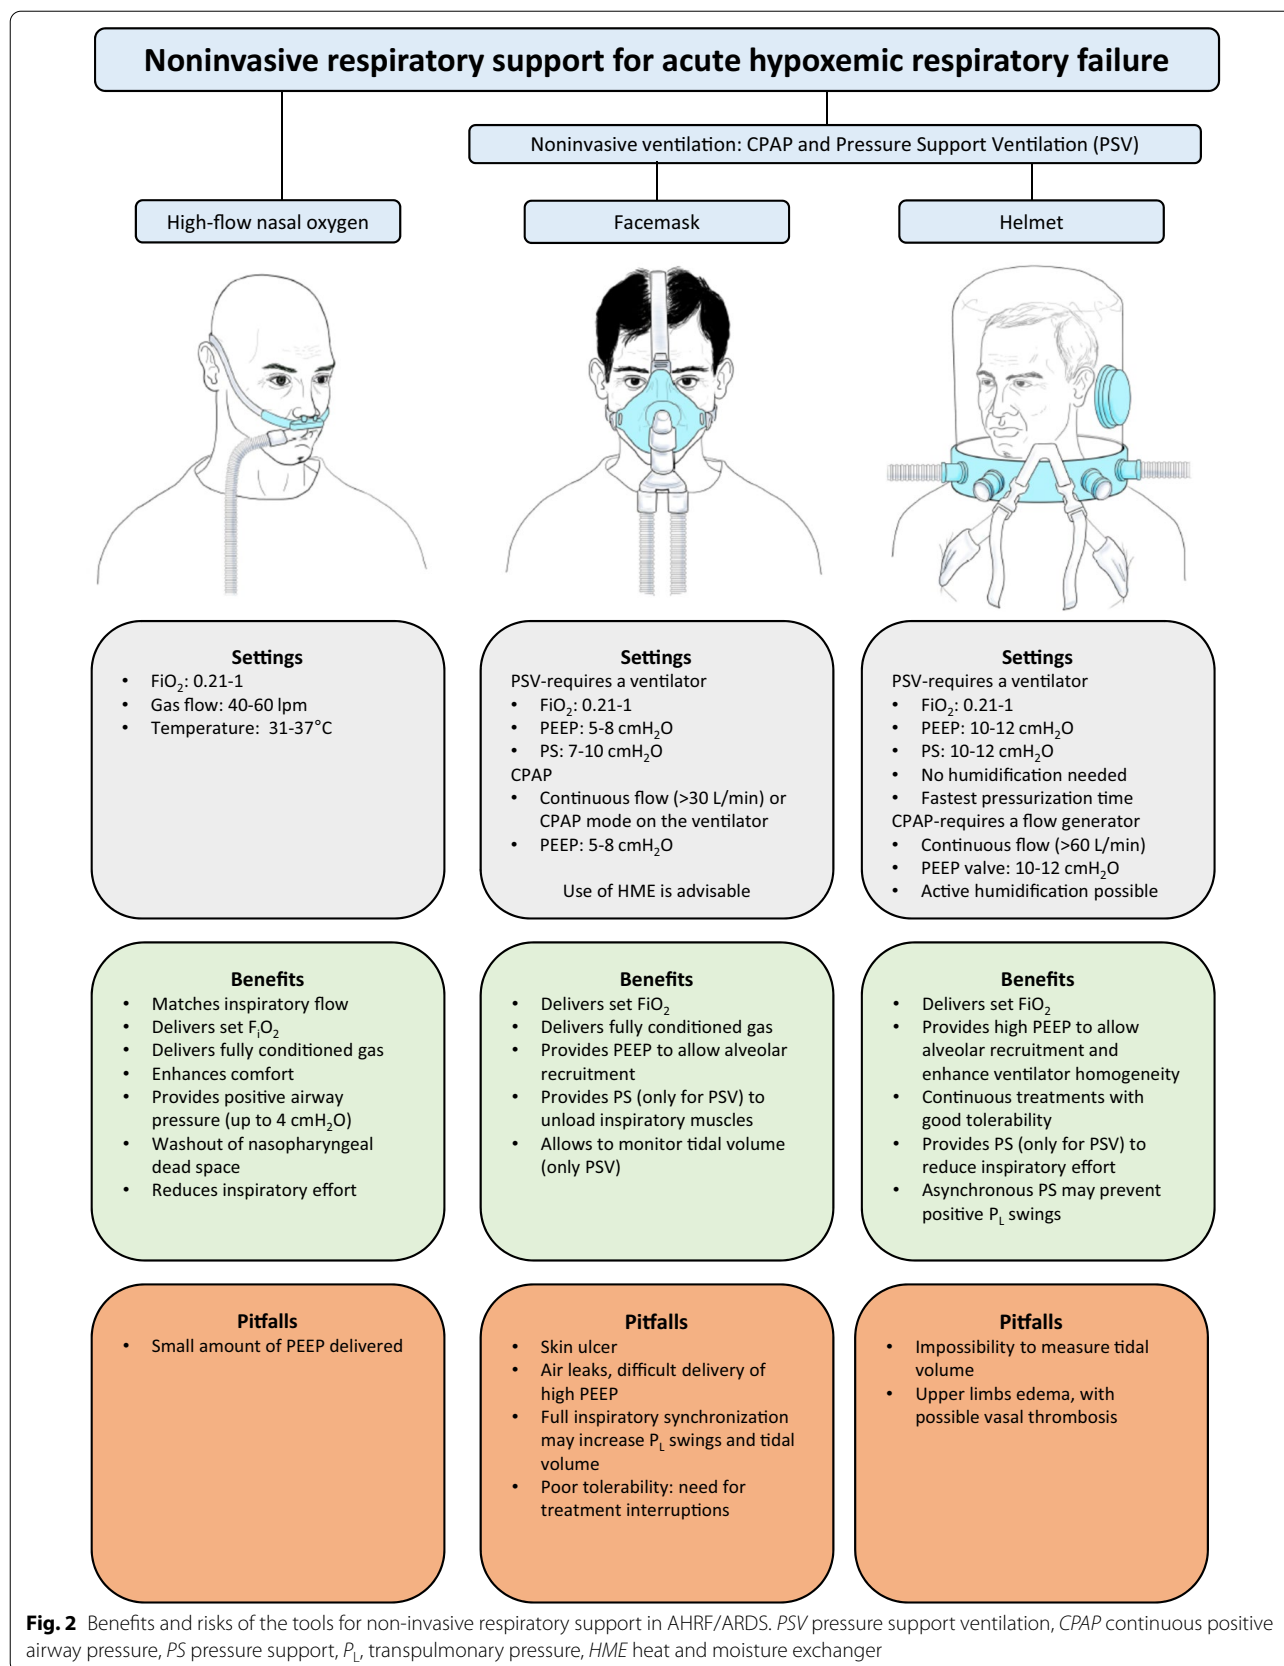 Noninvasive respiratory support for acute hypoxemic respiratory failure
Noninvasive ventilation: CPAP and Pressure Support Ventilation (PSV)
High-flow nasal oxygen
Facemask
Helmet
Settings
• FiO₂: 0.21-1
• Gas flow: 40-60 lpm
• Temperature: 31-37°C
Settings
PSV-requires a ventilator
• FiO₂: 0.21-1
• PEEP: 5-8 cmH₂O
• PS: 7-10 cmH₂O
CPAP
• Continuous flow (>30 L/min) or
CPAP mode on the ventilator
• PEEP: 5-8 cmH₂O
Use of HME is advisable
Settings
PSV-requires a ventilator
• FiO₂: 0.21-1
• PEEP: 10-12 cmH₂O
• PS: 10-12 cmH₂O
• No humidification needed
• Fastest pressurization time
CPAP-requires a flow generator
• Continuous flow (>60 L/min)
• PEEP valve: 10-12 cmH₂O
• Active humidification possible
Benefits
• Matches inspiratory flow
• Delivers set FᵢO₂
• Delivers fully conditioned gas
• Enhances comfort
• Provides positive airway
pressure (up to 4 cmH₂O)
• Washout of nasopharyngeal
dead space
• Reduces inspiratory effort
Benefits
• Delivers set FiO₂
• Delivers fully conditioned gas
• Provides PEEP to allow alveolar
recruitment
• Provides PS (only for PSV) to
unload inspiratory muscles
• Allows to monitor tidal volume
(only PSV)
Benefits
• Delivers set FiO₂
• Provides high PEEP to allow
alveolar recruitment and
enhance ventilator homogeneity
• Continuous treatments with
good tolerability
• Provides PS (only for PSV) to
reduce inspiratory effort
• Asynchronous PS may prevent
positive P_L swings
Pitfalls
• Small amount of PEEP delivered
Pitfalls
• Skin ulcer
• Air leaks, difficult delivery of
high PEEP
• Full inspiratory synchronization
may increase P_L swings and tidal
volume
• Poor tolerability: need for
treatment interruptions
Pitfalls
• Impossibility to measure tidal
volume
• Upper limbs edema, with
possible vasal thrombosis
Fig. 2 Benefits and risks of the tools for non-invasive respiratory support in AHRF/ARDS. PSV pressure support ventilation, CPAP continuous positive
airway pressure, PS pressure support, P_L, transpulmonary pressure, HME heat and moisture exchanger